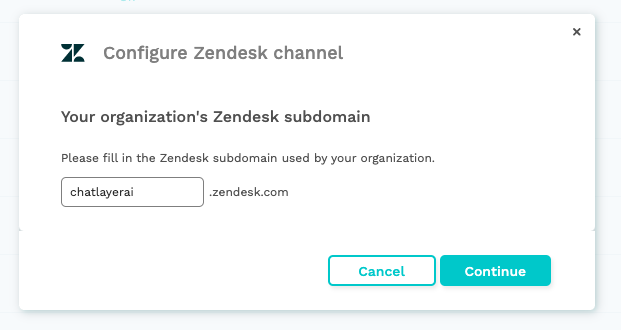 Configure Zendesk channel
×
Your organization's Zendesk subdomain
Please fill in the Zendesk subdomain used by your organization.
chatlayerai .zendesk.com
Cancel Continue